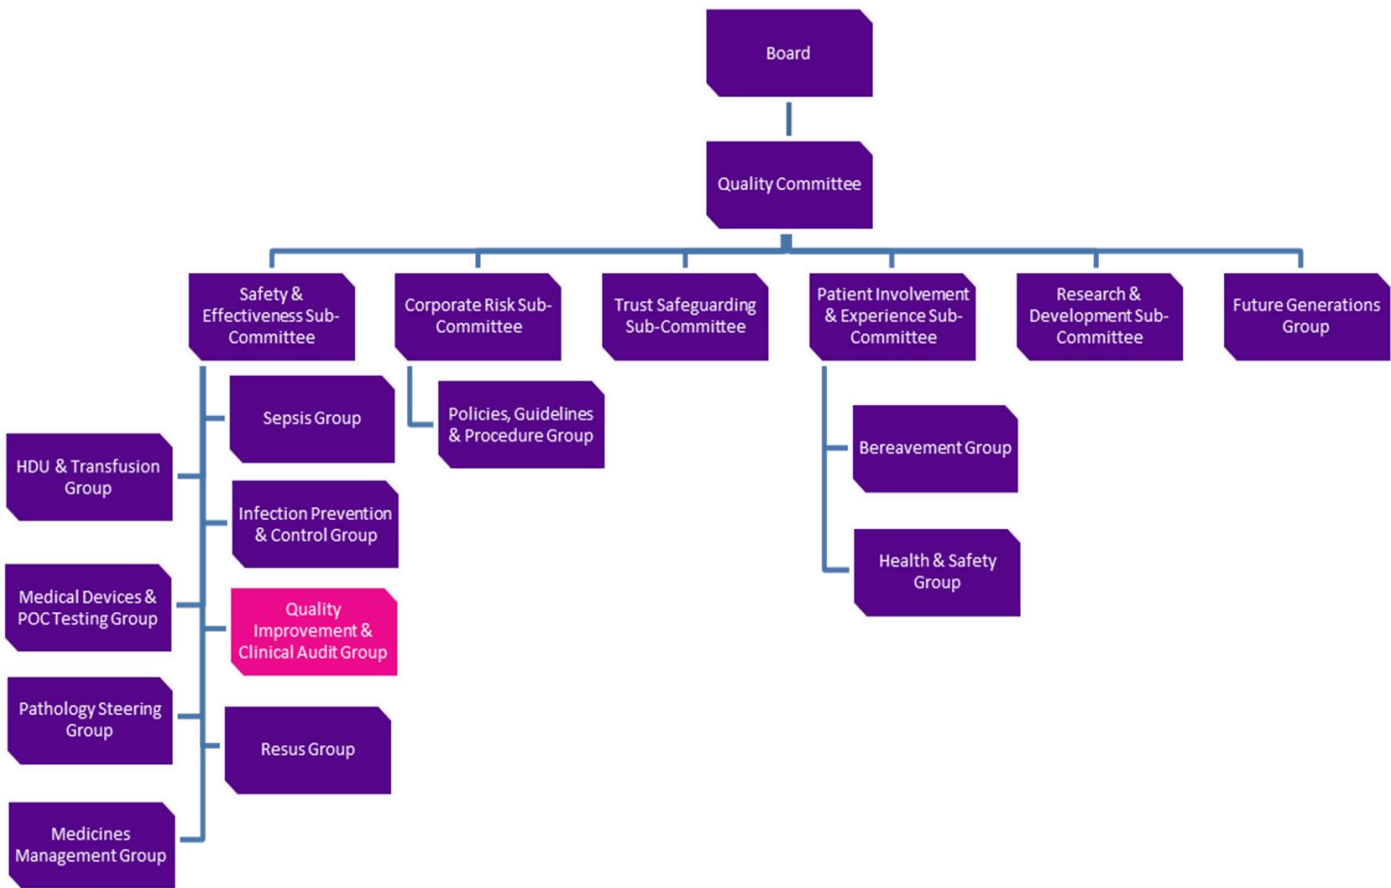 Board
Quality Committee
Safety &
Effectiveness Sub-
Committee
Corporate Risk Sub-
Committee
Trust Safeguarding
Sub-Committee
Patient Involvement
& Experience Sub-
Committee
Research &
Development Sub-
Committee
Future Generations
Group
Sepsis Group
HDU & Transfusion
Group
Infection Prevention
& Control Group
Medical Devices &
POC Testing Group
Quality
Improvement &
Clinical Audit Group
Pathology Steering
Group
Resus Group
Medicines
Management Group
Policies, Guidelines
& Procedure Group
Bereavement Group
Health & Safety
Group